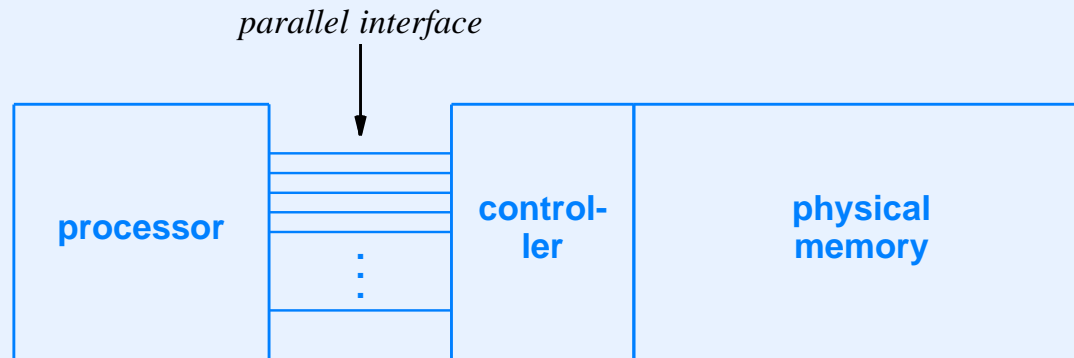 parallel interface
processor
control-
ler
physical
memory